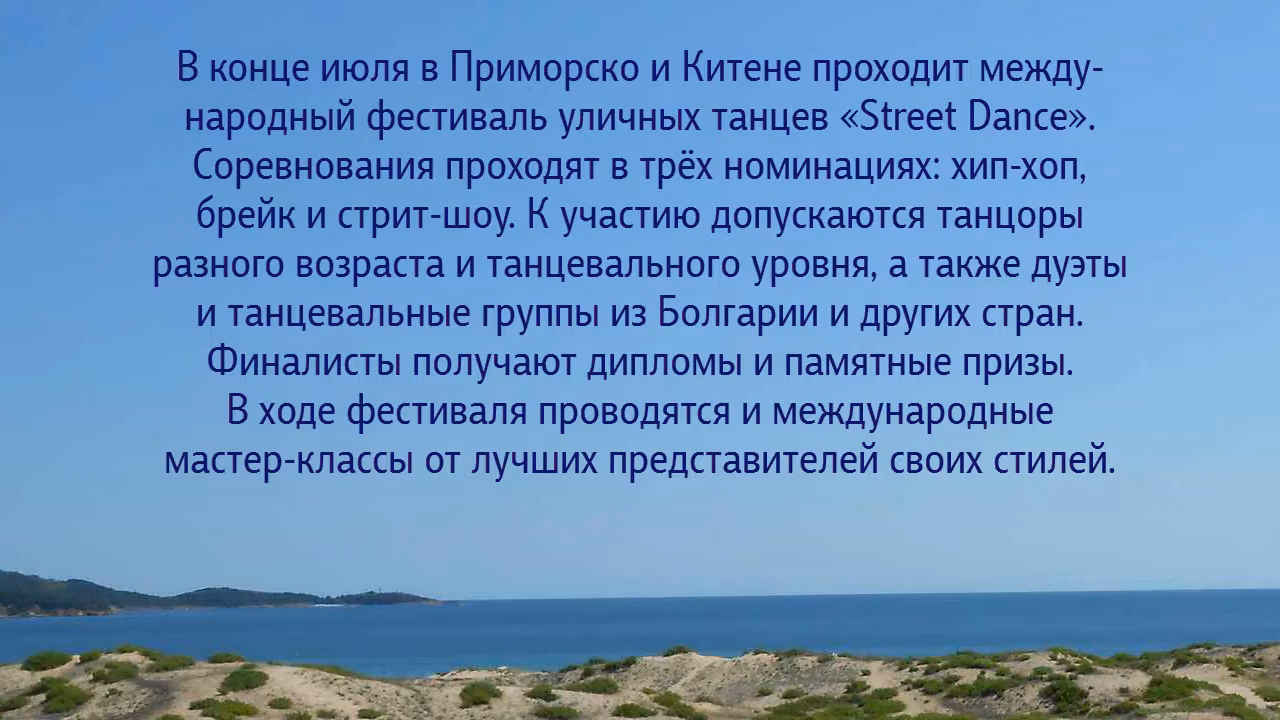 В конце июля в Приморско и Китене проходит между-
народный фестиваль уличных танцев «Street Dance».
Соревнования проходят в трёх номинациях: хип-хоп,
брейк и стрит-шоу. К участию допускаются танцоры
разного возраста и танцевального уровня, а также дуэты
и танцевальные группы из Болгарии и других стран.
Финалисты получают дипломы и памятные призы.
В ходе фестиваля проводятся и международные
мастер-классы от лучших представителей своих стилей.